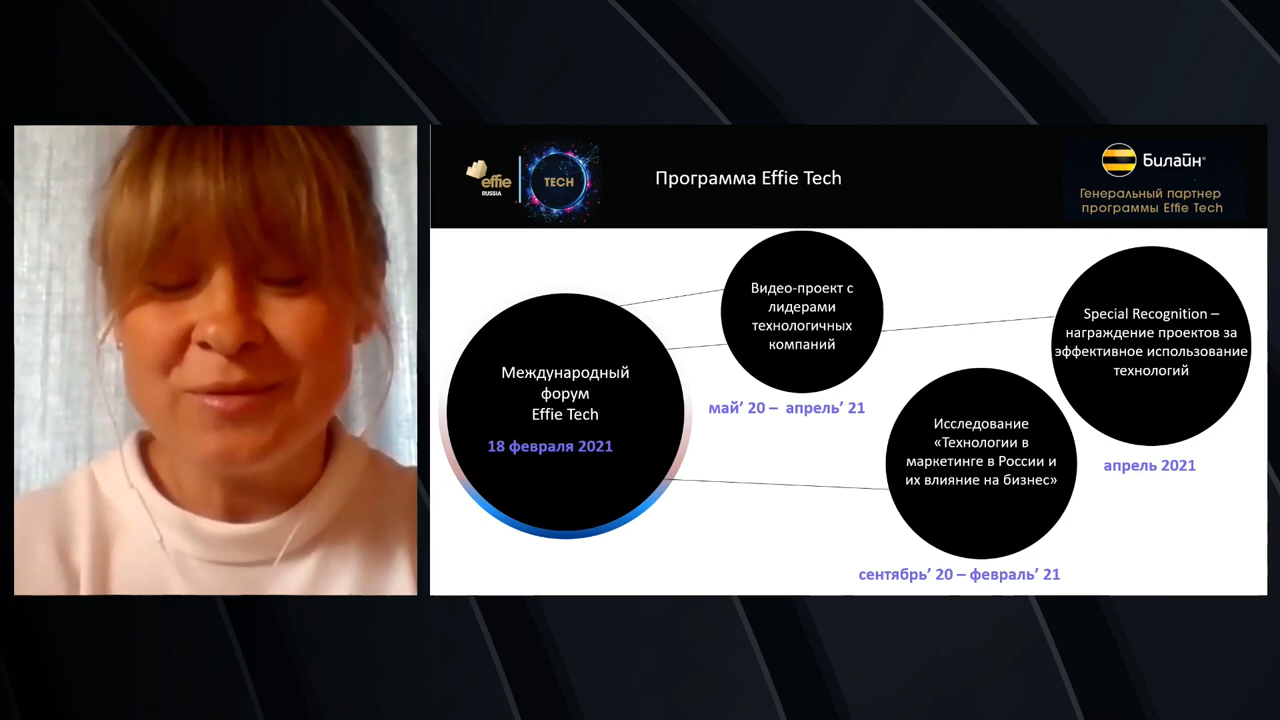 effie
RUSSIA
TECH
Программа Effie Tech
Билайн®
Генеральный партнер
программы Effie Tech
Международный
форум
Effie Tech
18 февраля 2021
Видео-проект с
лидерами
технологичных
компаний
май’ 20 – апрель’ 21
Исследование
«Технологии в
маркетинге в России и
их влияние на бизнес»
сентябрь’ 20 – февраль’ 21
Special Recognition –
награждение проектов за
эффективное использование
технологий
апрель 2021